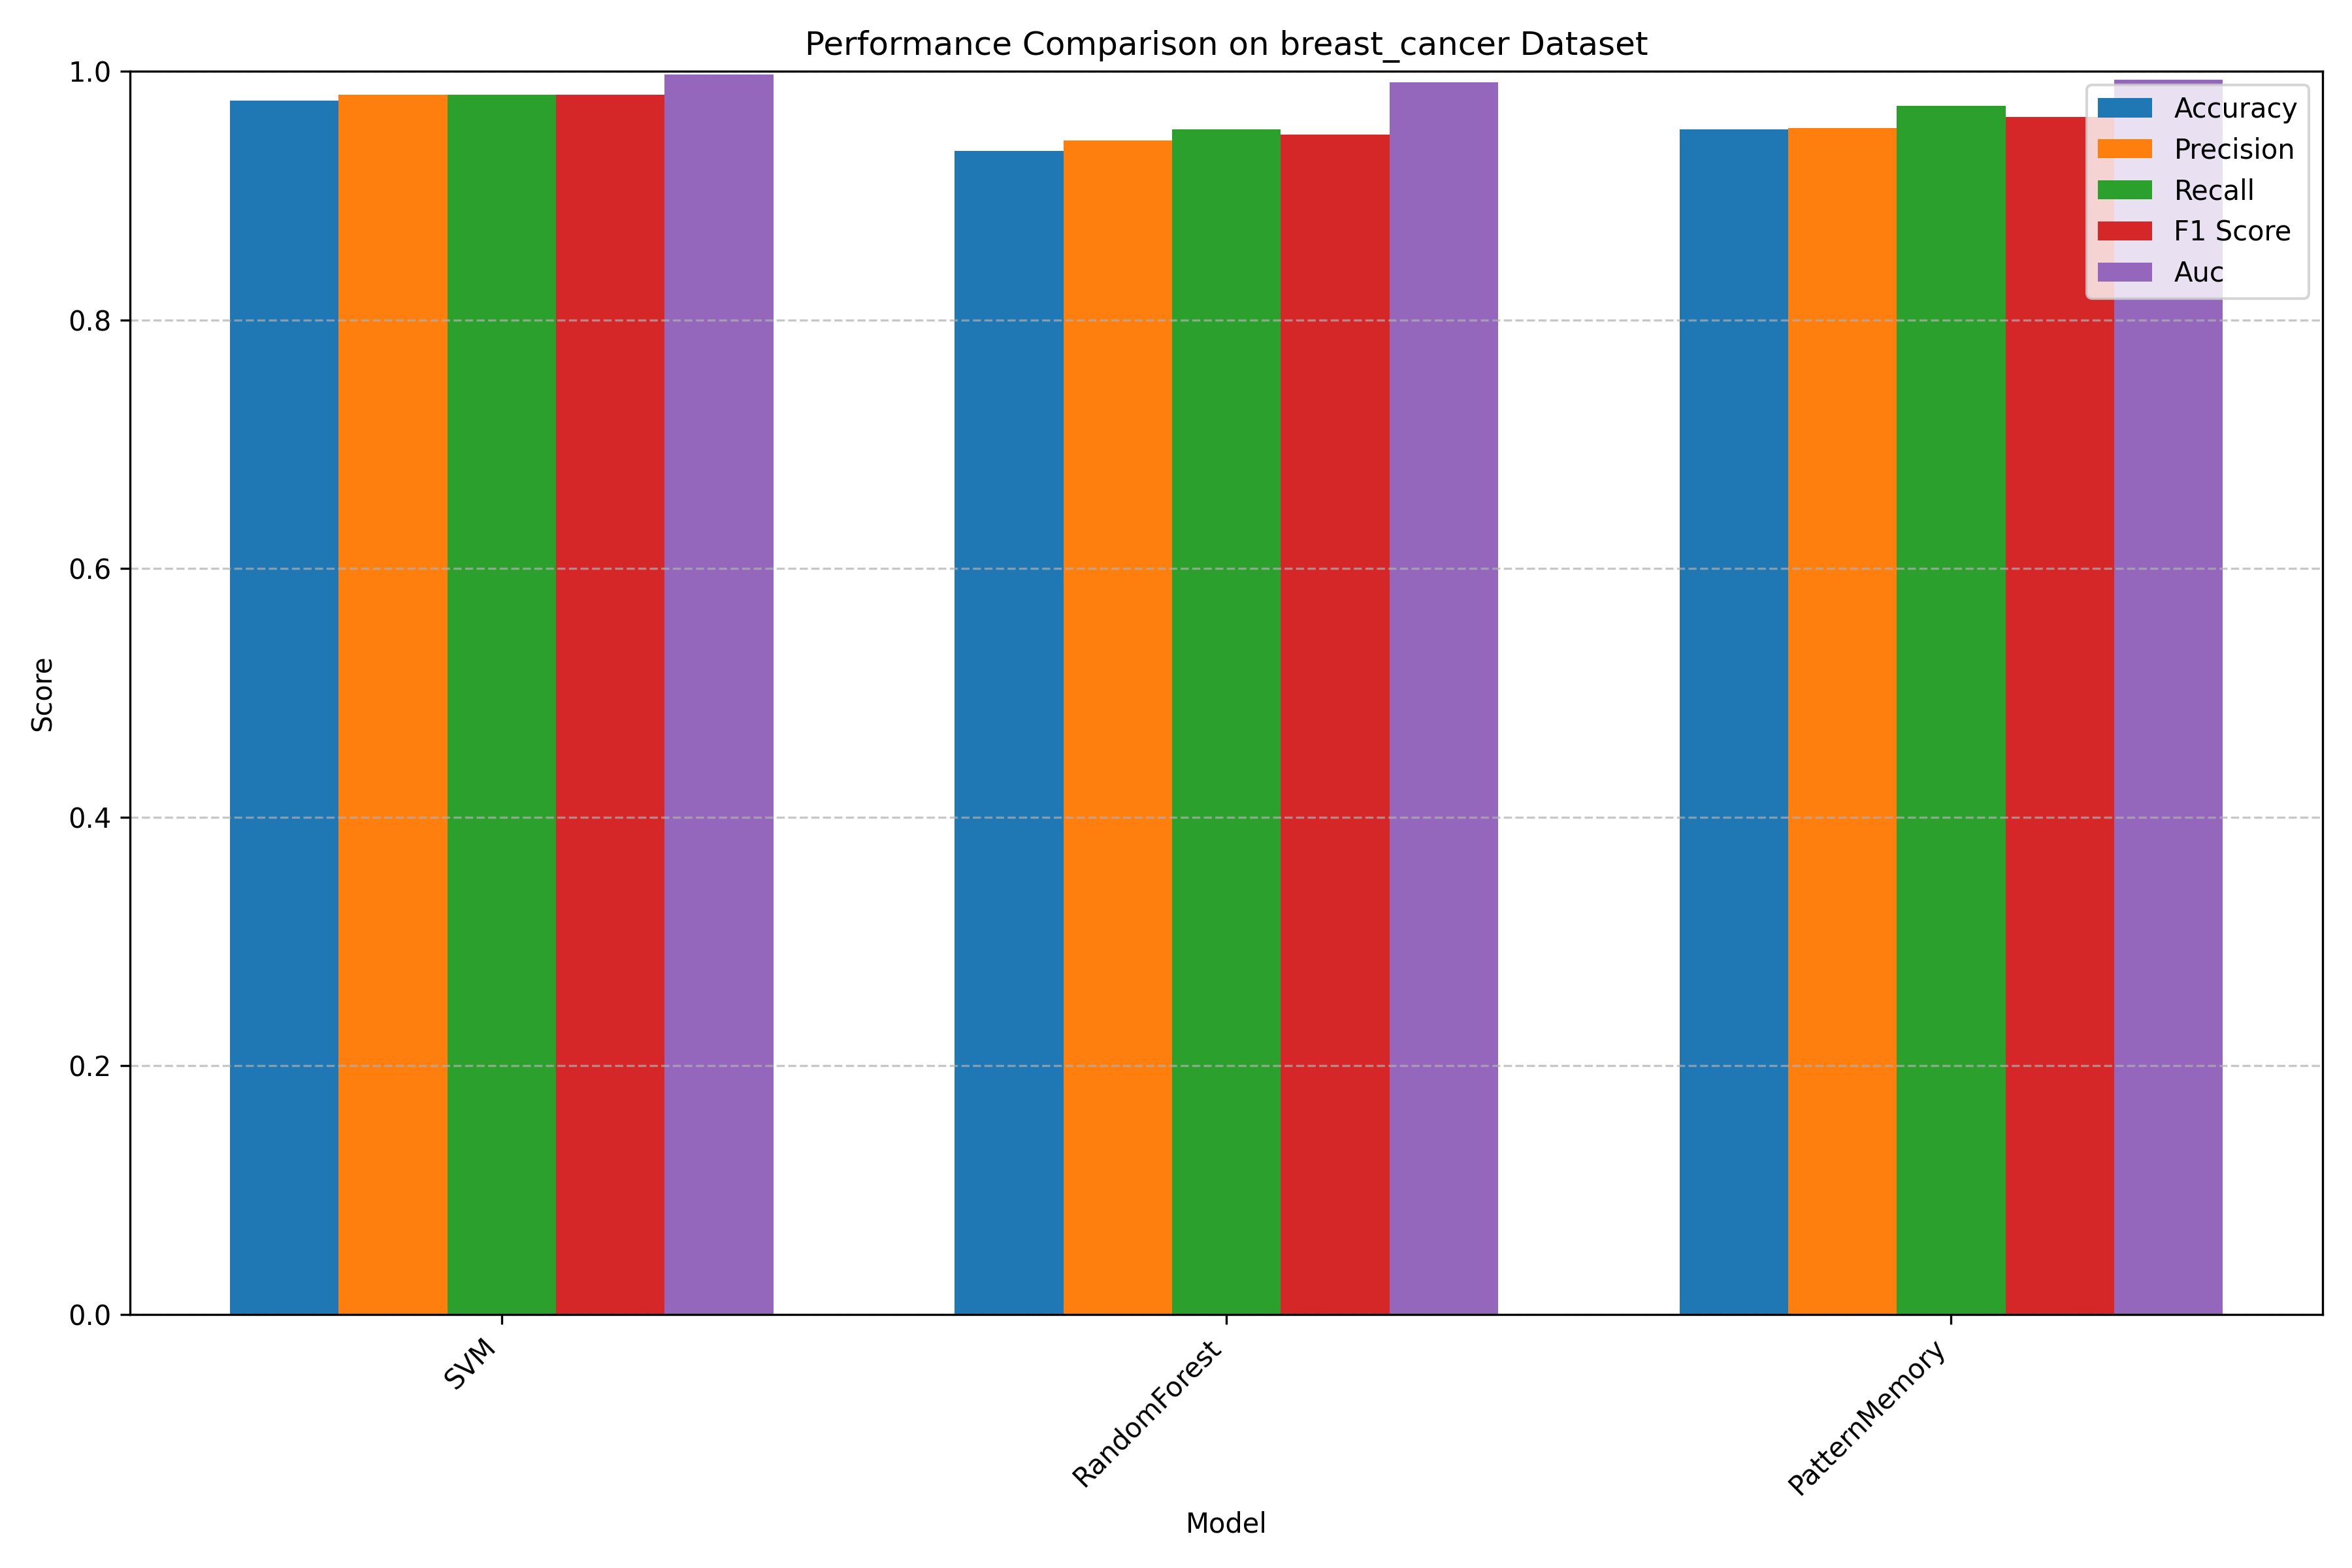 Performance Comparison on breast_cancer Dataset
1.0
0.8
0.6
0.4
0.2
0.0
Score
Accuracy
Precision
Recall
F1 Score
Auc
SVM
RandomForest
PatternMemory
Model